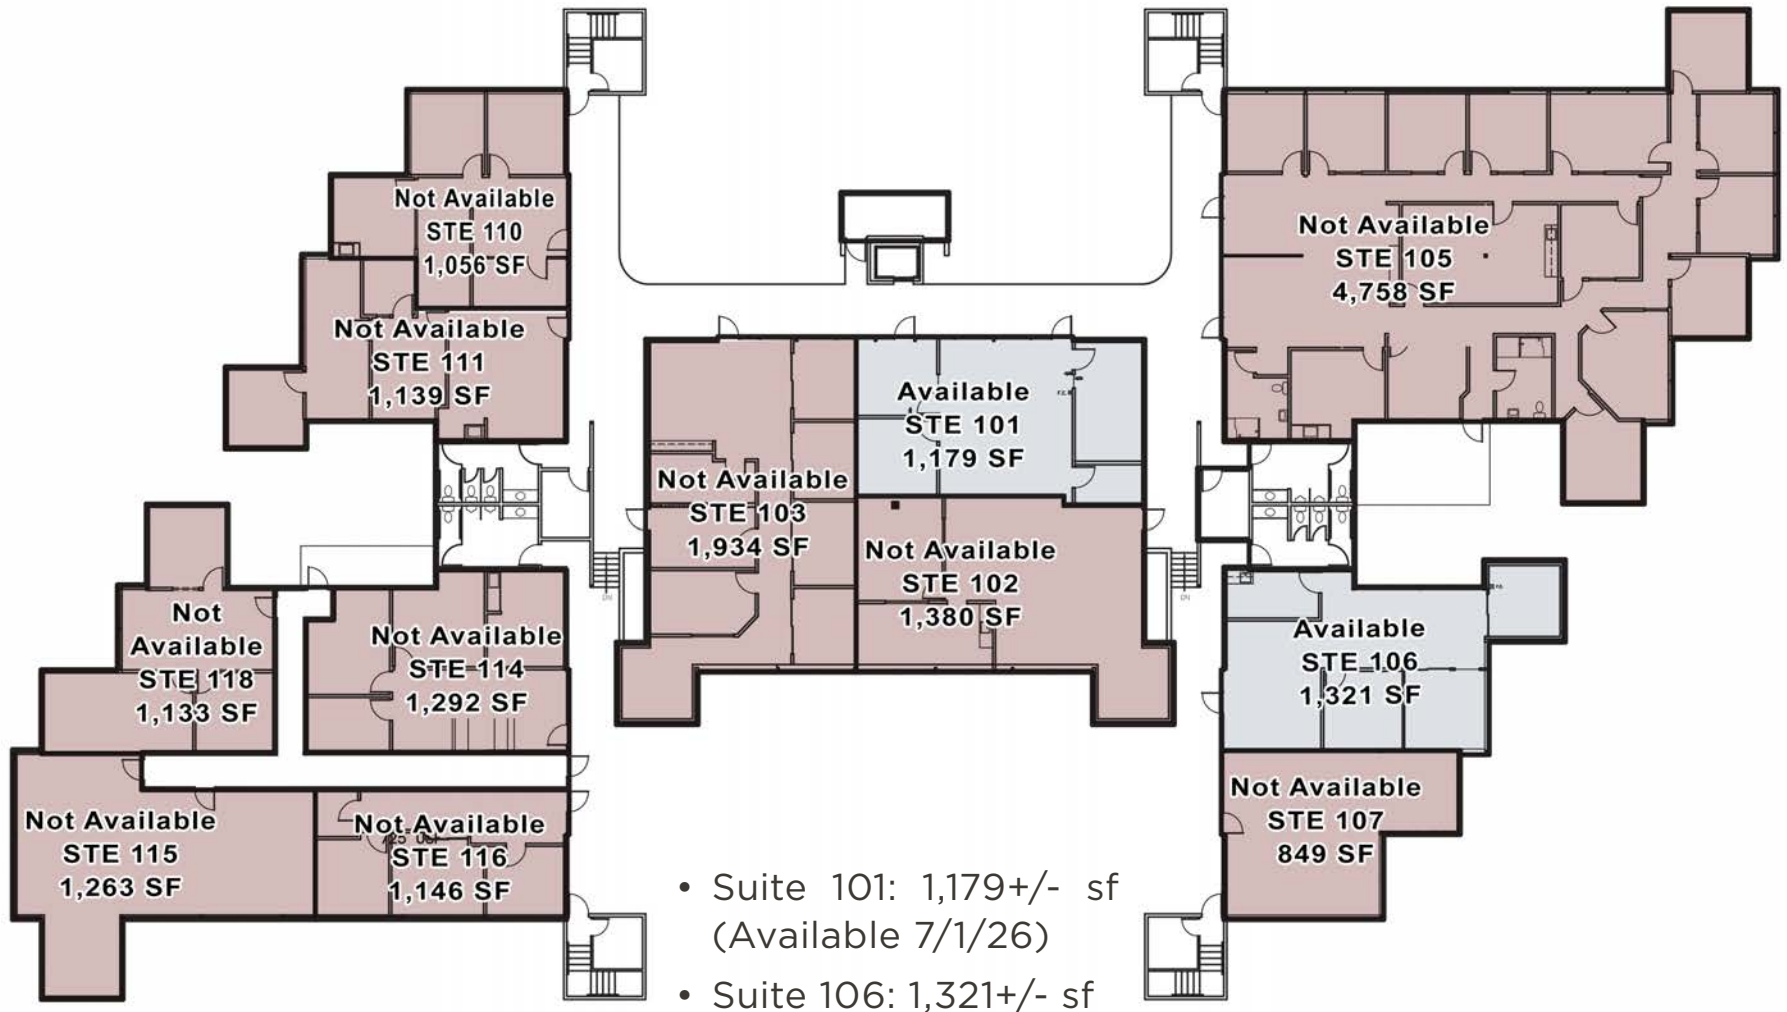 Not Available
STE 110
1,056 SF
Not Available
STE 111
1,139 SF
Not Available
STE 105
4,758 SF
Available
STE 101
1,179 SF
Not Available
STE 103
1,934 SF
Not Available
STE 102
1,380 SF
Not
Available
STE 118
1,133 SF
Not Available
STE 114
1,292 SF
Available
STE 106
1,321 SF
Not Available
STE 107
849 SF
Not Available
STE 115
1,263 SF
Not Available
STE 116
1,146 SF
• Suite 101: 1,179+/- sf
(Available 7/1/26)
• Suite 106: 1,321+/- sf